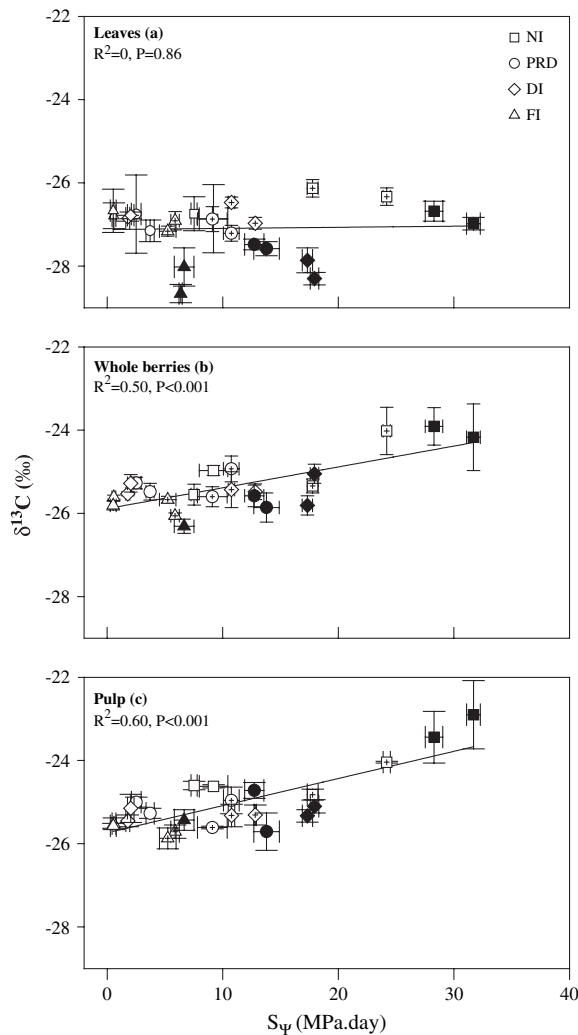 Leaves (a)
R²=0, P=0.86
NI
PRD
DI
FI
-22
-24
-26
-28
Whole berries (b)
R²=0.50, P<0.001
-22
-24
-26
-28
δ¹³C (‰)
Pulp (c)
R²=0.60, P<0.001
-22
-24
-26
-28
0 10 20 30 40
S_Ψ (MPa.day)